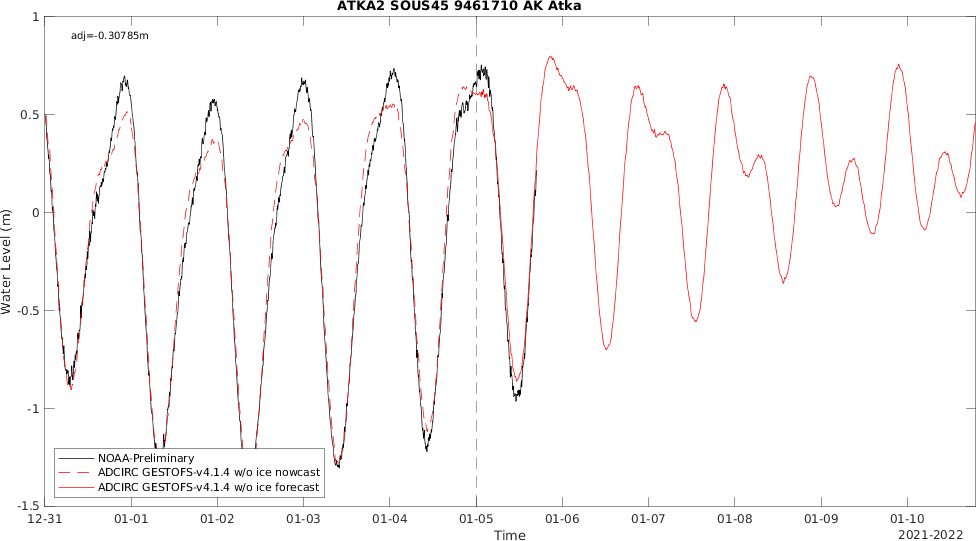 ATKA2 SOUS45 9461710 AK Atka
adj=-0.30785m
1
0.5
0
-0.5
-1
-1.5
Water Level (m)
NOAA-Preliminary
ADCIRC GESTOFS-v4.1.4 w/o ice nowcast
ADCIRC GESTOFS-v4.1.4 w/o ice forecast
12-31 01-01 01-02 01-03 01-04 01-05 01-06 01-07 01-08 01-09 01-10
Time
2021-2022